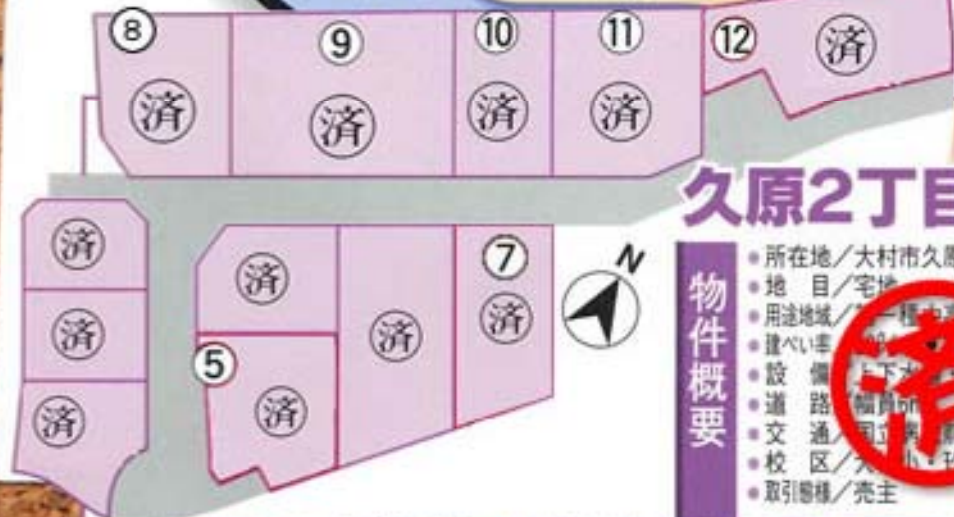 ⑧ ⑨ ⑩ ⑪ ⑫ 済
済 済 済 済
済
済
済
済 済 ⑦ 済
⑤ 済
N
久原2丁目
物件概要
所在地/大村市久原
地 目/宅地
用途地域/
建ぺい率
設 備
道 路
交 通/国立
校 区/
取引態様/売主
済